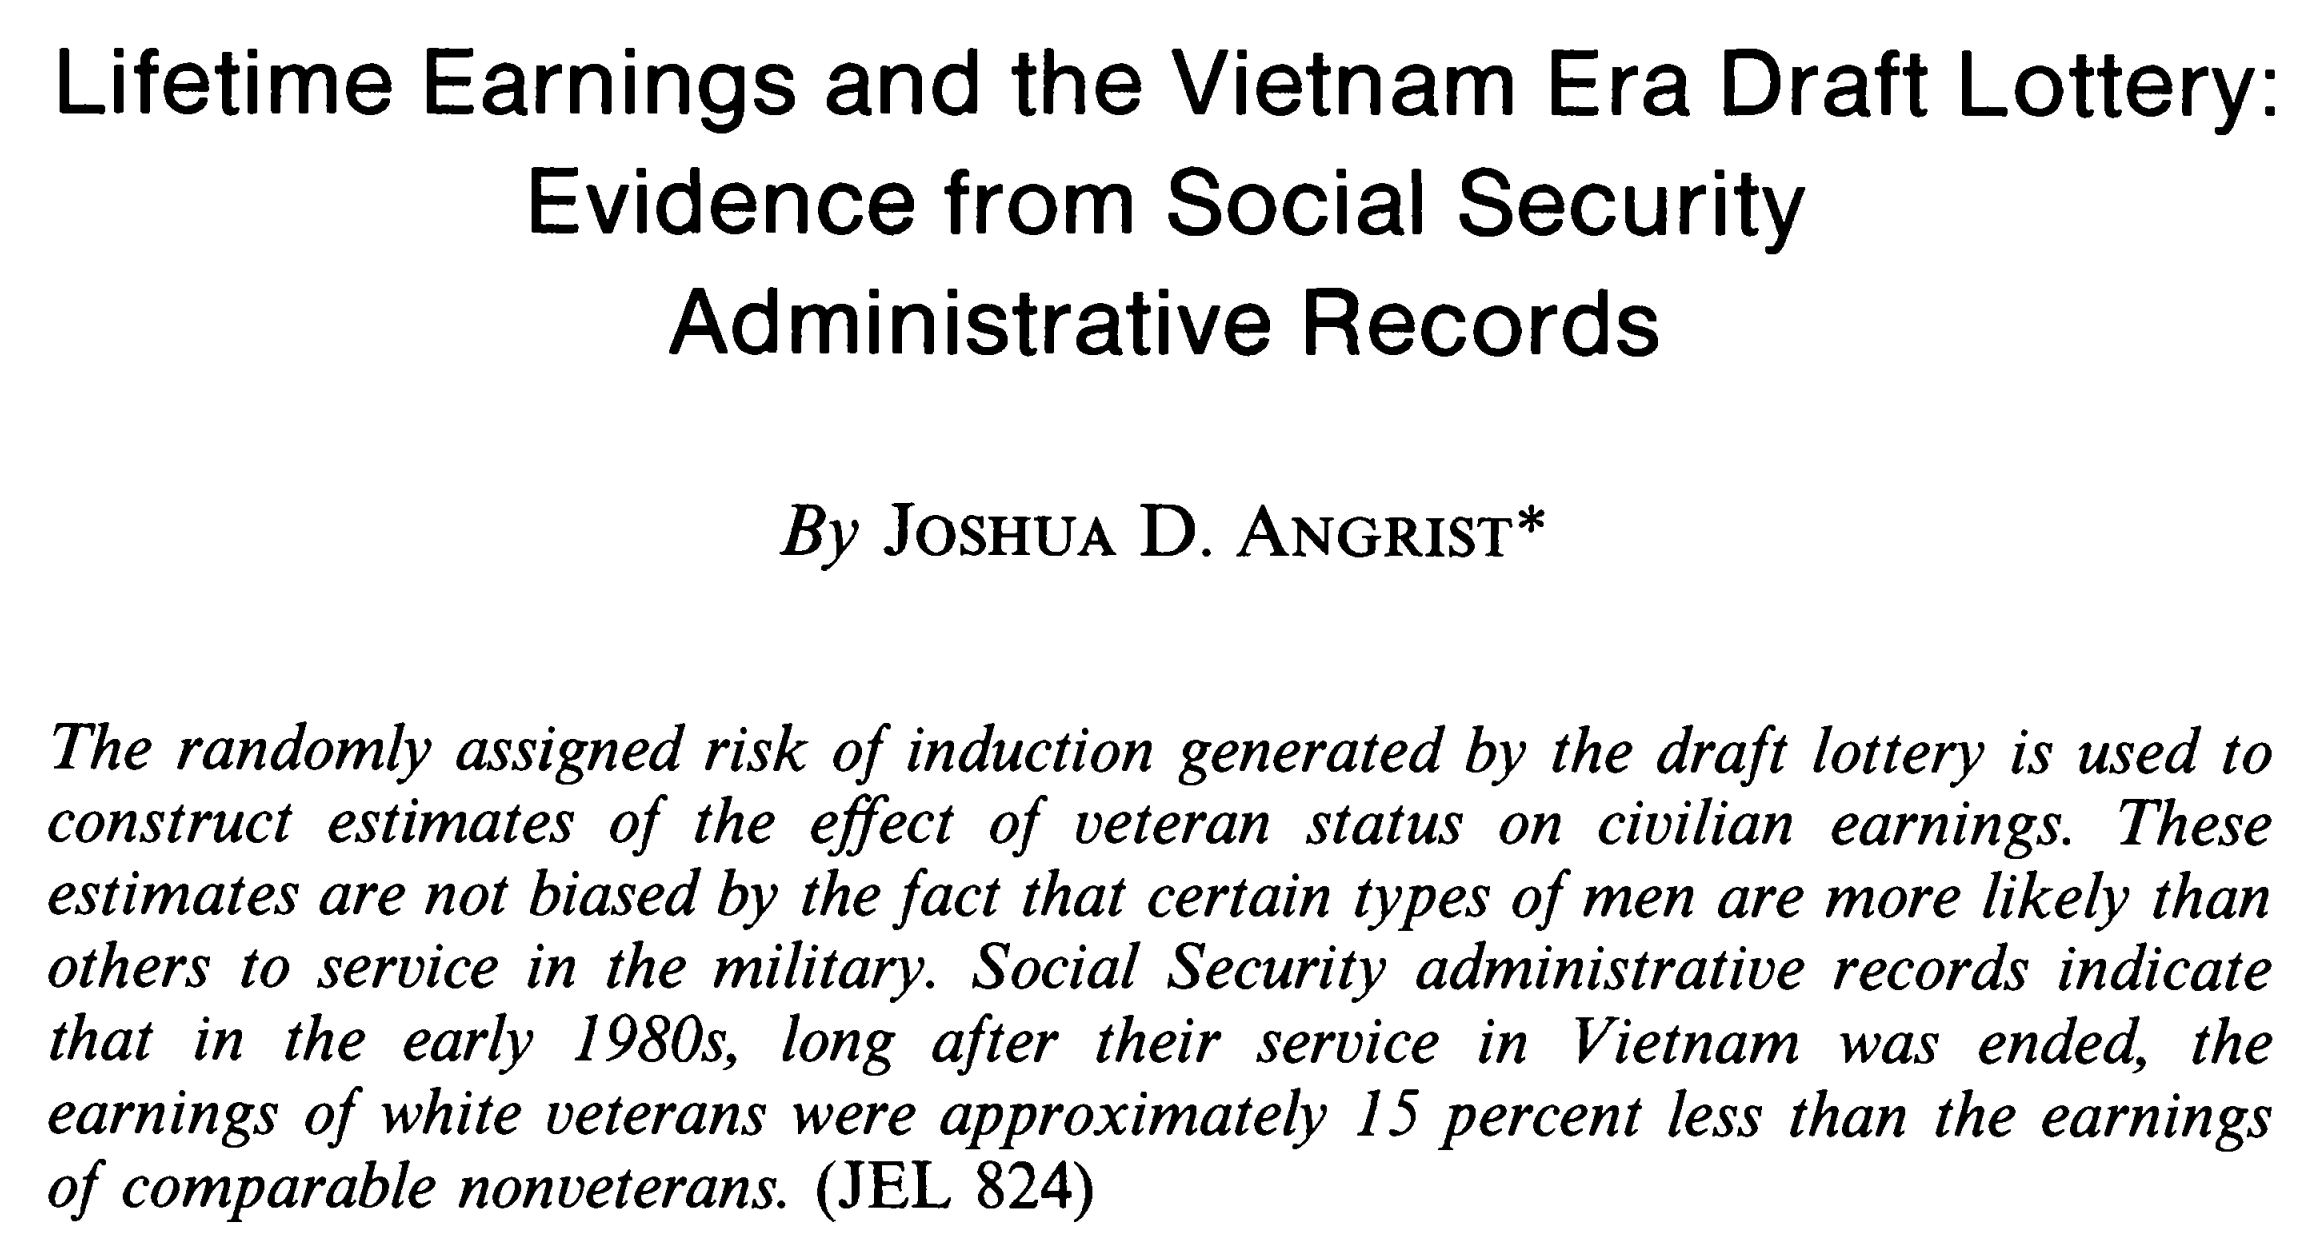 Lifetime Earnings and the Vietnam Era Draft Lottery:
Evidence from Social Security
Administrative Records
By JOSHUA D. ANGRIST*
The randomly assigned risk of induction generated by the draft lottery is used to
construct estimates of the effect of veteran status on civilian earnings. These
estimates are not biased by the fact that certain types of men are more likely than
others to service in the military. Social Security administrative records indicate
that in the early 1980s, long after their service in Vietnam was ended, the
earnings of white veterans were approximately 15 percent less than the earnings
of comparable nonveterans. (JEL 824)